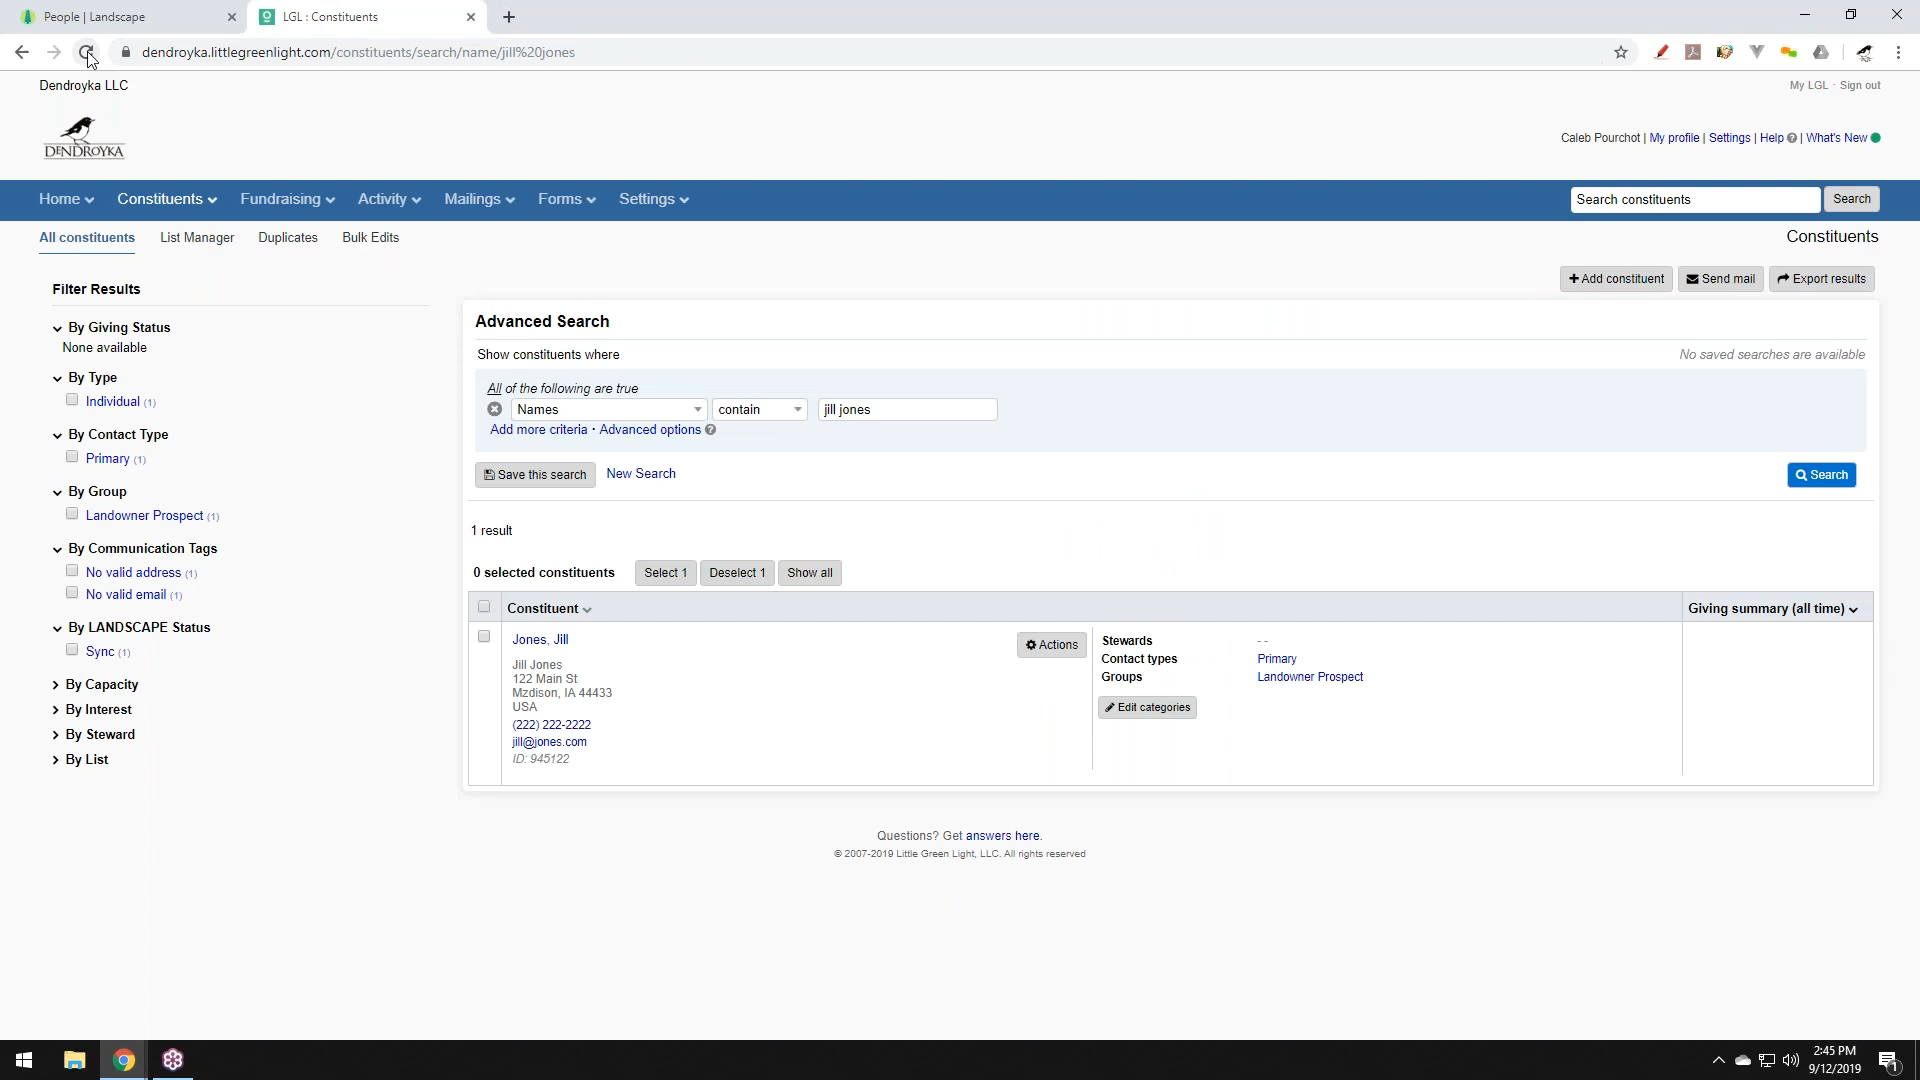 People | Landscape
LGL : Constituents
dendroyka.littlegreenlight.com/constituents/search/name/jill%20jones
Dendroyka LLC
My LGL · Sign out
DENDROYKA
Caleb Pourchot | My profile | Settings | Help ? | What's New
Home Constituents Fundraising Activity Mailings Forms Settings
Search constituents Search
All constituents List Manager Duplicates Bulk Edits
Constituents
Add constituent Send mail Export results
Filter Results
By Giving Status
None available
By Type
Individual (1)
By Contact Type
Primary (1)
By Group
Landowner Prospect (1)
By Communication Tags
No valid address (1)
No valid email (1)
By LANDSCAPE Status
Sync (1)
By Capacity
By Interest
By Steward
By List
Advanced Search
Show constituents where
No saved searches are available
All of the following are true
Names contain jill jones
Add more criteria · Advanced options ?
Save this search New Search
Search
1 result
0 selected constituents Select 1 Deselect 1 Show all
Constituent Giving summary (all time)
Jones, Jill
Jill Jones
122 Main St
Mzdison, IA 44433
USA
(222) 222-2222
jill@jones.com
ID: 945122
Actions
Stewards - -
Contact types Primary
Groups Landowner Prospect
Edit categories
Questions? Get answers here.
© 2007-2019 Little Green Light, LLC. All rights reserved
2:45 PM
9/12/2019
1